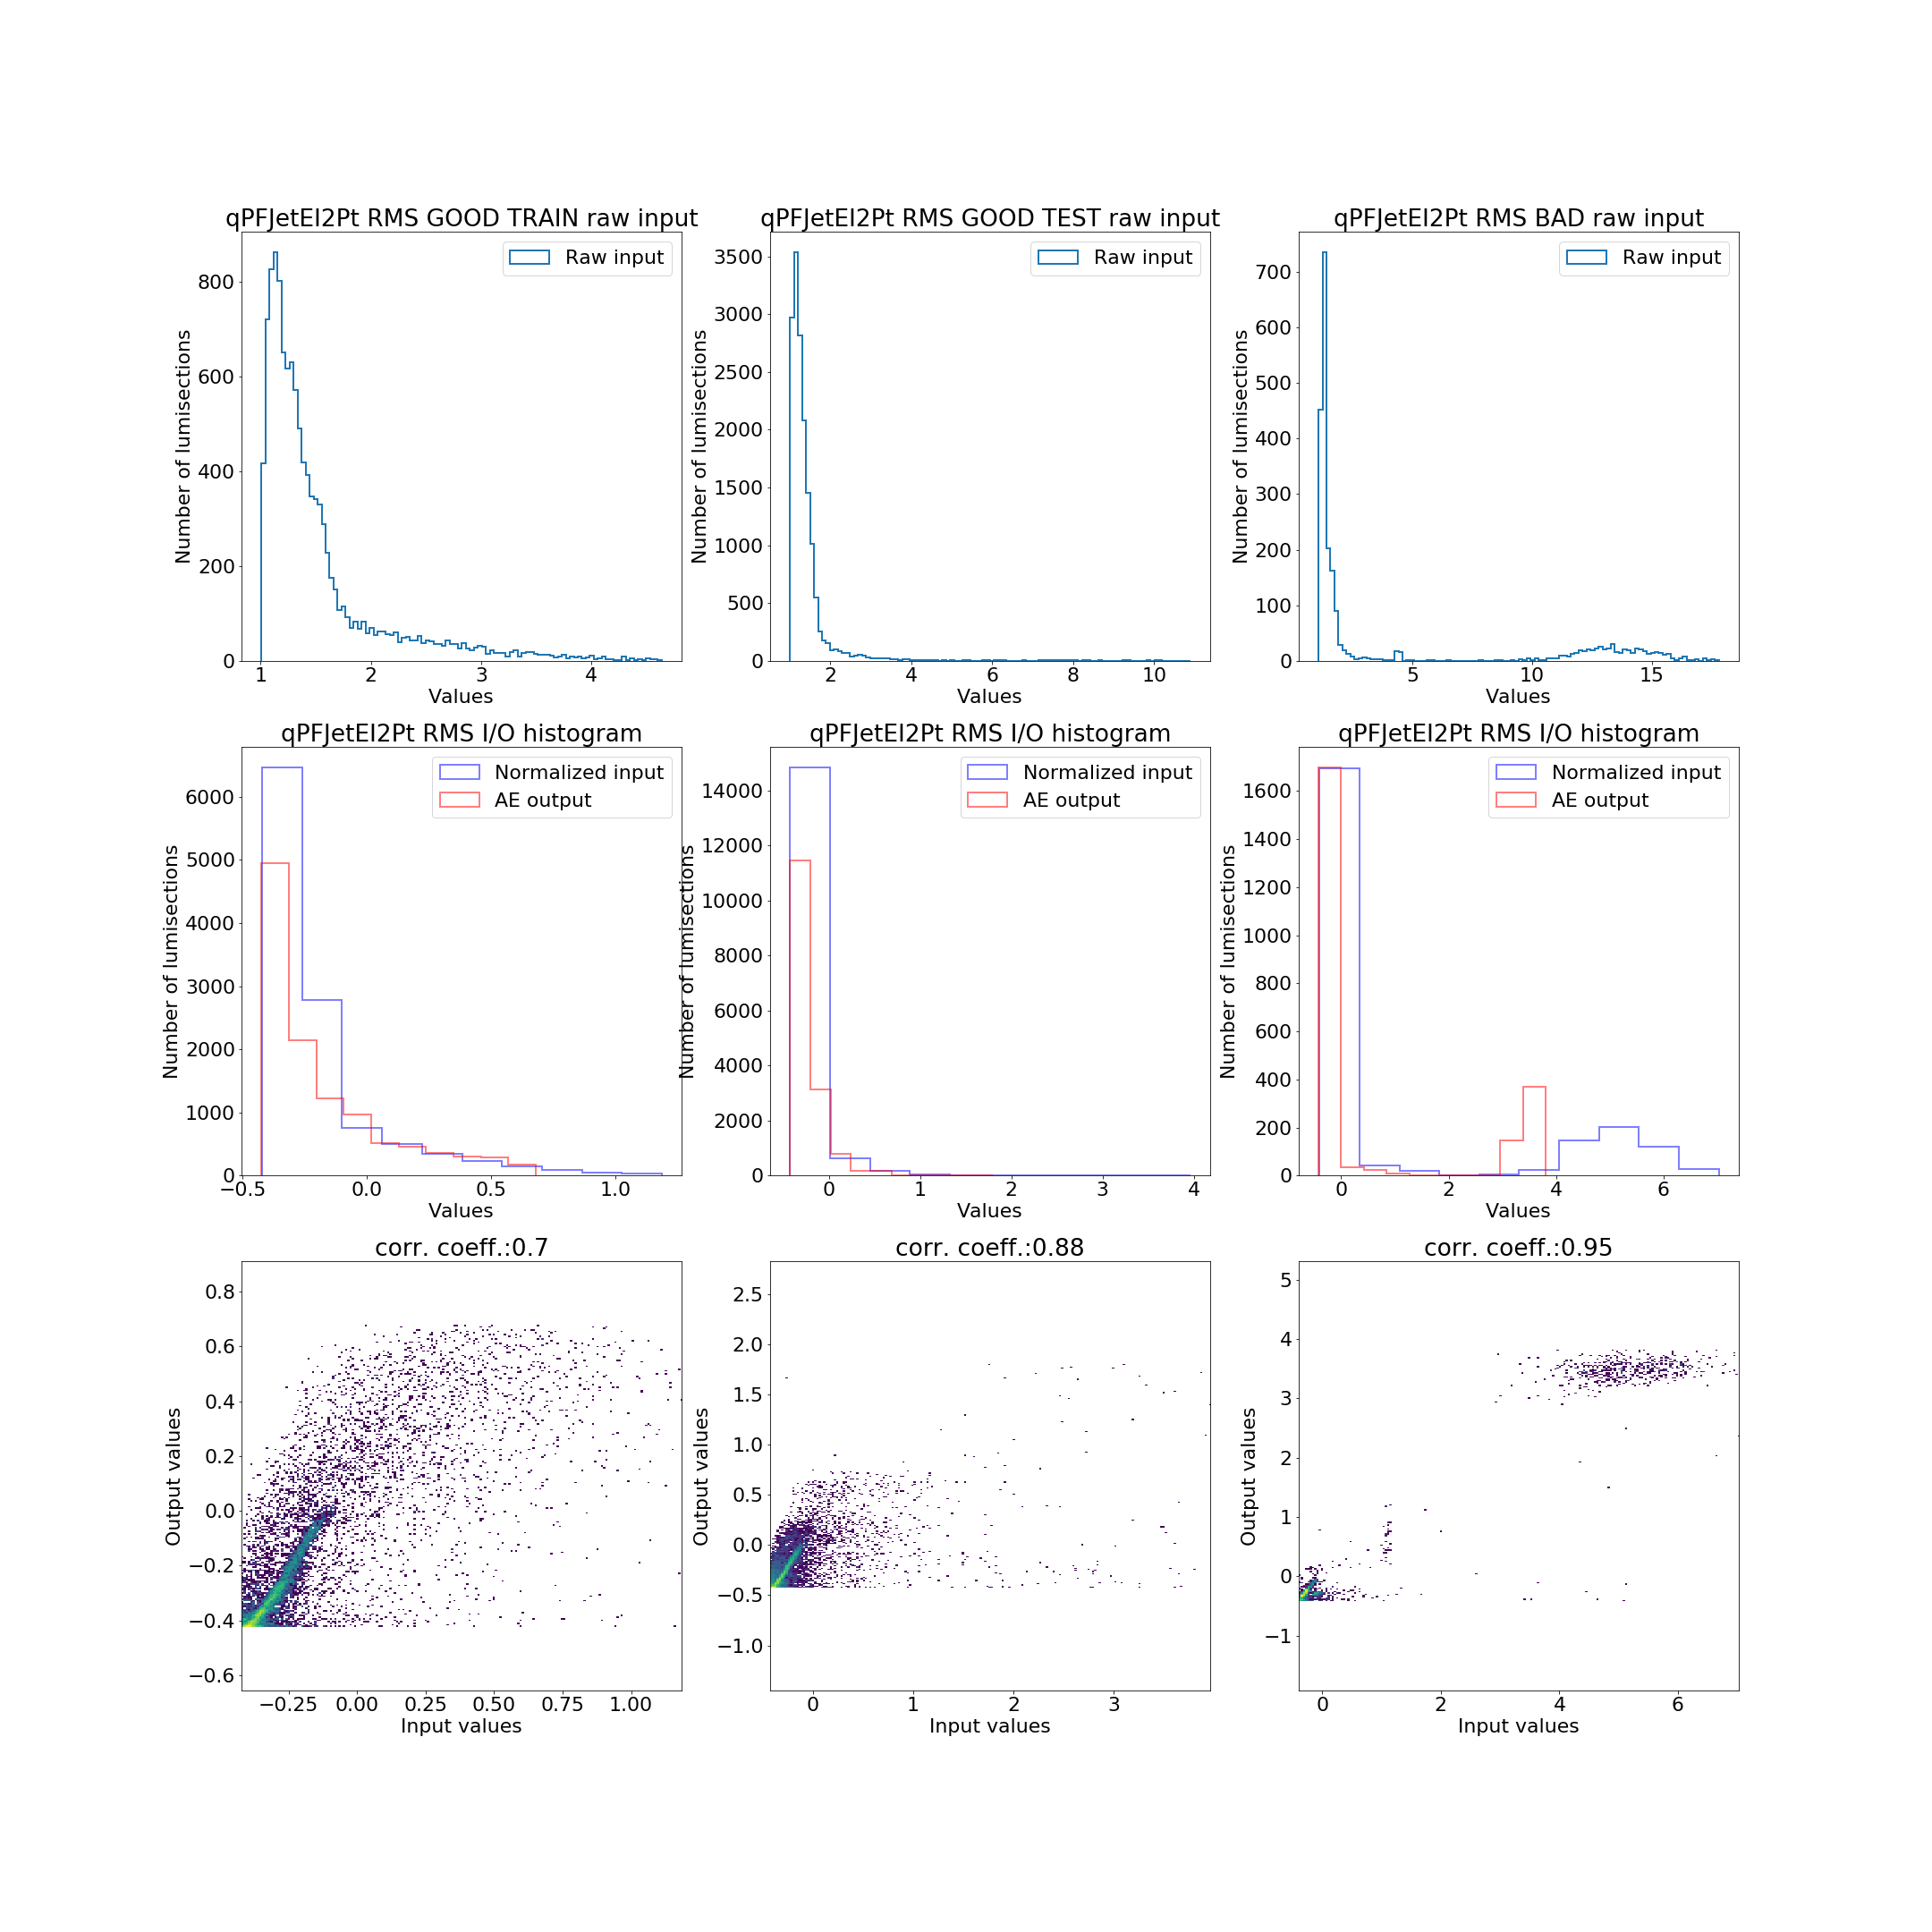 qPFJetEI2Pt RMS GOOD TRAIN raw input
Raw input
Number of lumisections
800
600
400
200
0
1 2 3 4
Values
qPFJetEI2Pt RMS GOOD TEST raw input
Raw input
Number of lumisections
3500
3000
2500
2000
1500
1000
500
0
2 4 6 8 10
Values
qPFJetEI2Pt RMS BAD raw input
Raw input
Number of lumisections
700
600
500
400
300
200
100
0
5 10 15
Values
qPFJetEI2Pt RMS I/O histogram
Normalized input
AE output
Number of lumisections
6000
5000
4000
3000
2000
1000
0
−0.5 0.0 0.5 1.0
Values
qPFJetEI2Pt RMS I/O histogram
Normalized input
AE output
Number of lumisections
14000
12000
10000
8000
6000
4000
2000
0
0 1 2 3 4
Values
qPFJetEI2Pt RMS I/O histogram
Normalized input
AE output
Number of lumisections
1600
1400
1200
1000
800
600
400
200
0
0 2 4 6
Values
corr. coeff.:0.7
Output values
0.8
0.6
0.4
0.2
0.0
−0.2
−0.4
−0.6
−0.25 0.00 0.25 0.50 0.75 1.00
Input values
corr. coeff.:0.88
Output values
2.5
2.0
1.5
1.0
0.5
0.0
−0.5
−1.0
0 1 2 3
Input values
corr. coeff.:0.95
Output values
5
4
3
2
1
0
−1
0 2 4 6
Input values